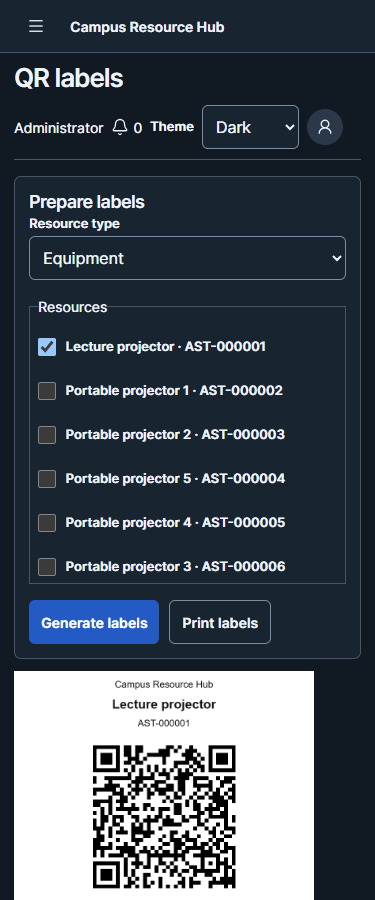 Campus Resource Hub
QR labels
Administrator 0 Theme Dark
Prepare labels
Resource type
Equipment
Resources
Lecture projector · AST-000001
Portable projector 1 · AST-000002
Portable projector 2 · AST-000003
Portable projector 5 · AST-000004
Portable projector 4 · AST-000005
Portable projector 3 · AST-000006
Generate labels Print labels
Campus Resource Hub
Lecture projector
AST-000001